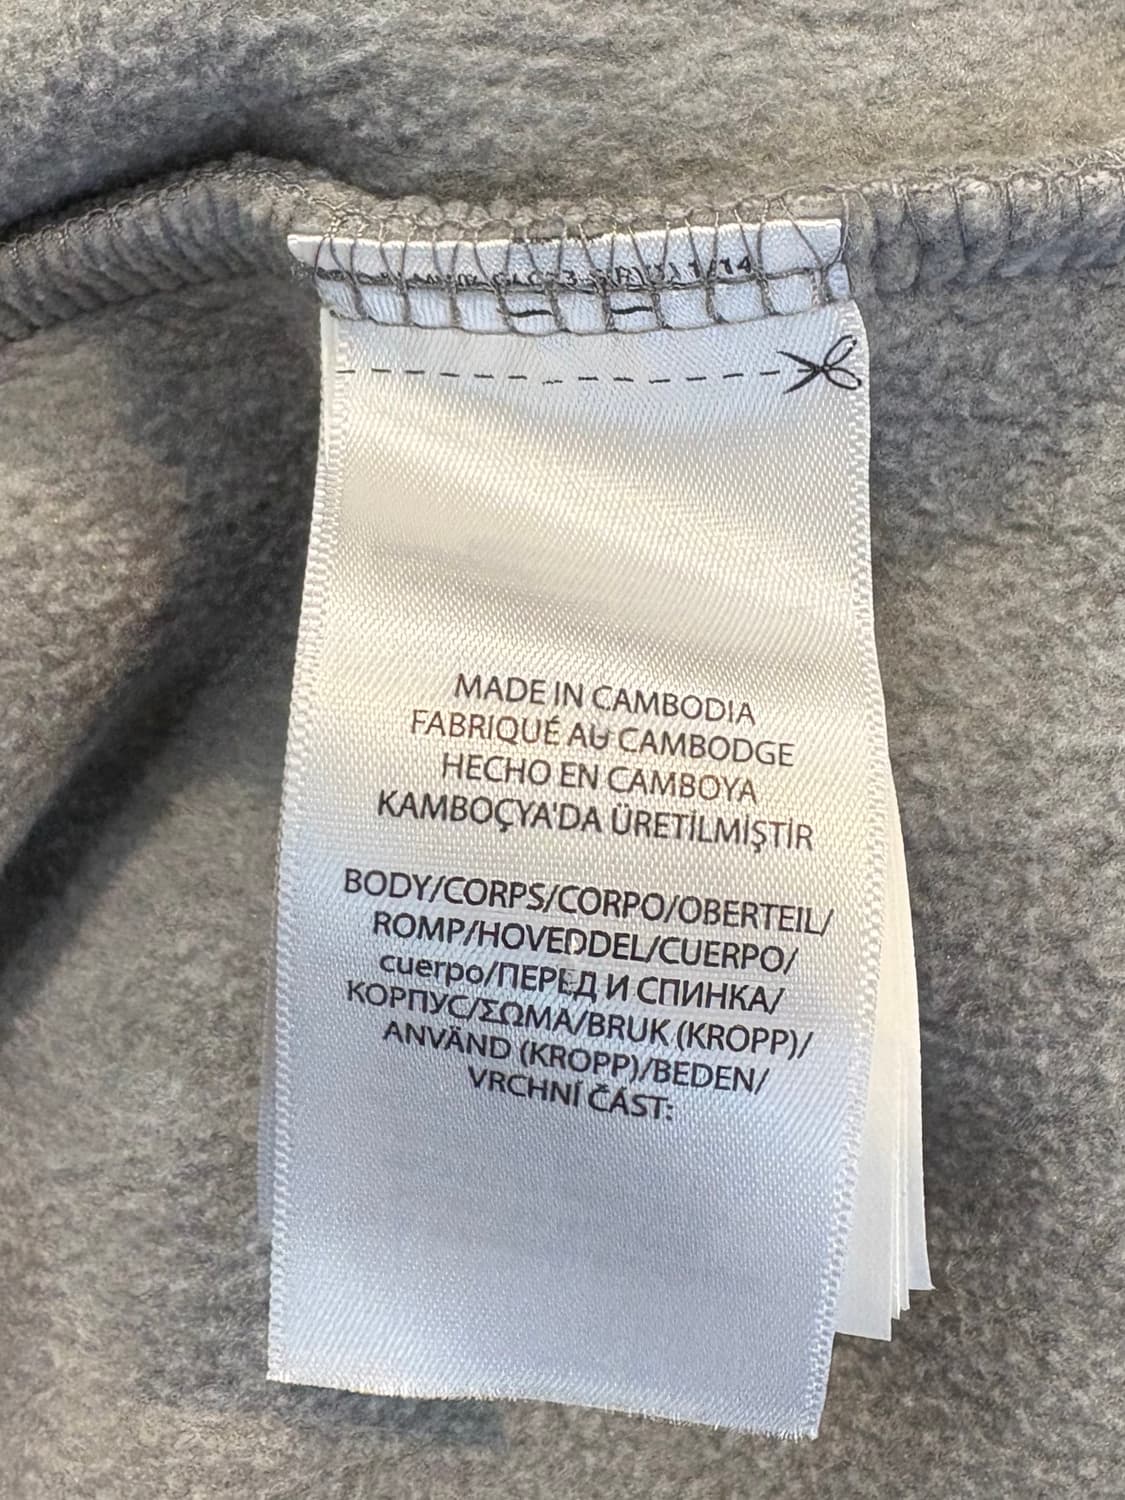 MADE IN CAMBODIA
FABRIQUÉ AU CAMBODGE
HECHO EN CAMBOYA
KAMBOÇYA'DA ÜRETİLMİŞTİR
BODY/CORPS/CORPO/OBERTEIL/
ROMP/HOVEDDEL/CUERPO/
cuerpo/ПЕРЕД И СПИНКА/
КОРПУС/ΣΩΜΑ/BRUK (KROPP)/
ANVÄND (KROPP)/BEDEN/
VRCHNÍ ČÁST: